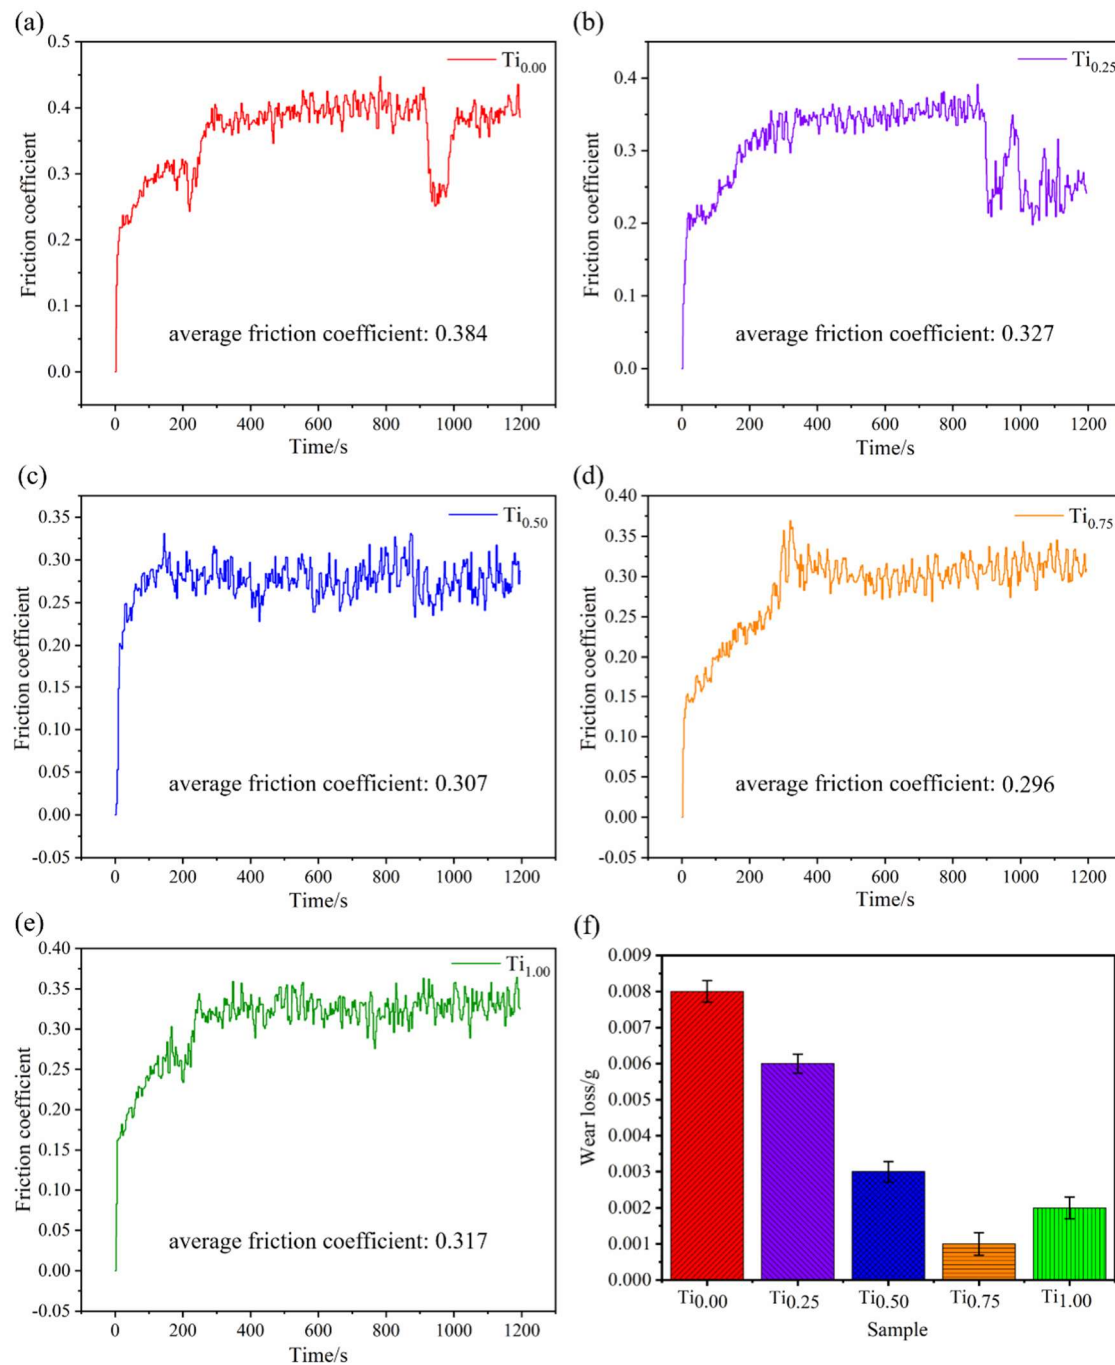 (a)
0.5
0.4
0.3
0.2
0.1
0.0
Friction coefficient
Ti0.00
average friction coefficient: 0.384
0 200 400 600 800 1000 1200
Time/s
(b)
0.4
0.3
0.2
0.1
0.0
Friction coefficient
Ti0.25
average friction coefficient: 0.327
0 200 400 600 800 1000 1200
Time/s
(c)
0.35
0.30
0.25
0.20
0.15
0.10
0.05
0.00
-0.05
Friction coefficient
Ti0.50
average friction coefficient: 0.307
0 200 400 600 800 1000 1200
Time/s
(d)
0.40
0.35
0.30
0.25
0.20
0.15
0.10
0.05
0.00
-0.05
Friction coefficient
Ti0.75
average friction coefficient: 0.296
0 200 400 600 800 1000 1200
Time/s
(e)
0.40
0.35
0.30
0.25
0.20
0.15
0.10
0.05
0.00
-0.05
Friction coefficient
Ti1.00
average friction coefficient: 0.317
0 200 400 600 800 1000 1200
Time/s
(f)
0.009
0.008
0.007
0.006
0.005
0.004
0.003
0.002
0.001
0.000
Wear loss/g
Ti0.00 Ti0.25 Ti0.50 Ti0.75 Ti1.00
Sample